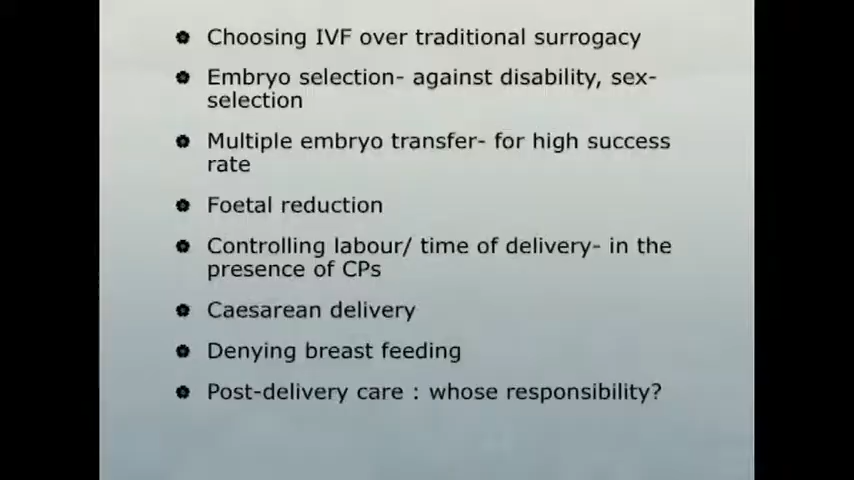 Choosing IVF over traditional surrogacy
Embryo selection- against disability, sex-
selection
Multiple embryo transfer- for high success
rate
Foetal reduction
Controlling labour/ time of delivery- in the
presence of CPs
Caesarean delivery
Denying breast feeding
Post-delivery care : whose responsibility?